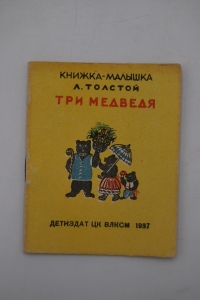 КНИЖКА-МАЛЫШКА
Л. ТОЛСТОЙ
ТРИ МЕДВЕДЯ
ДЕТИЗДАТ ЦК ВЛКСМ 1937